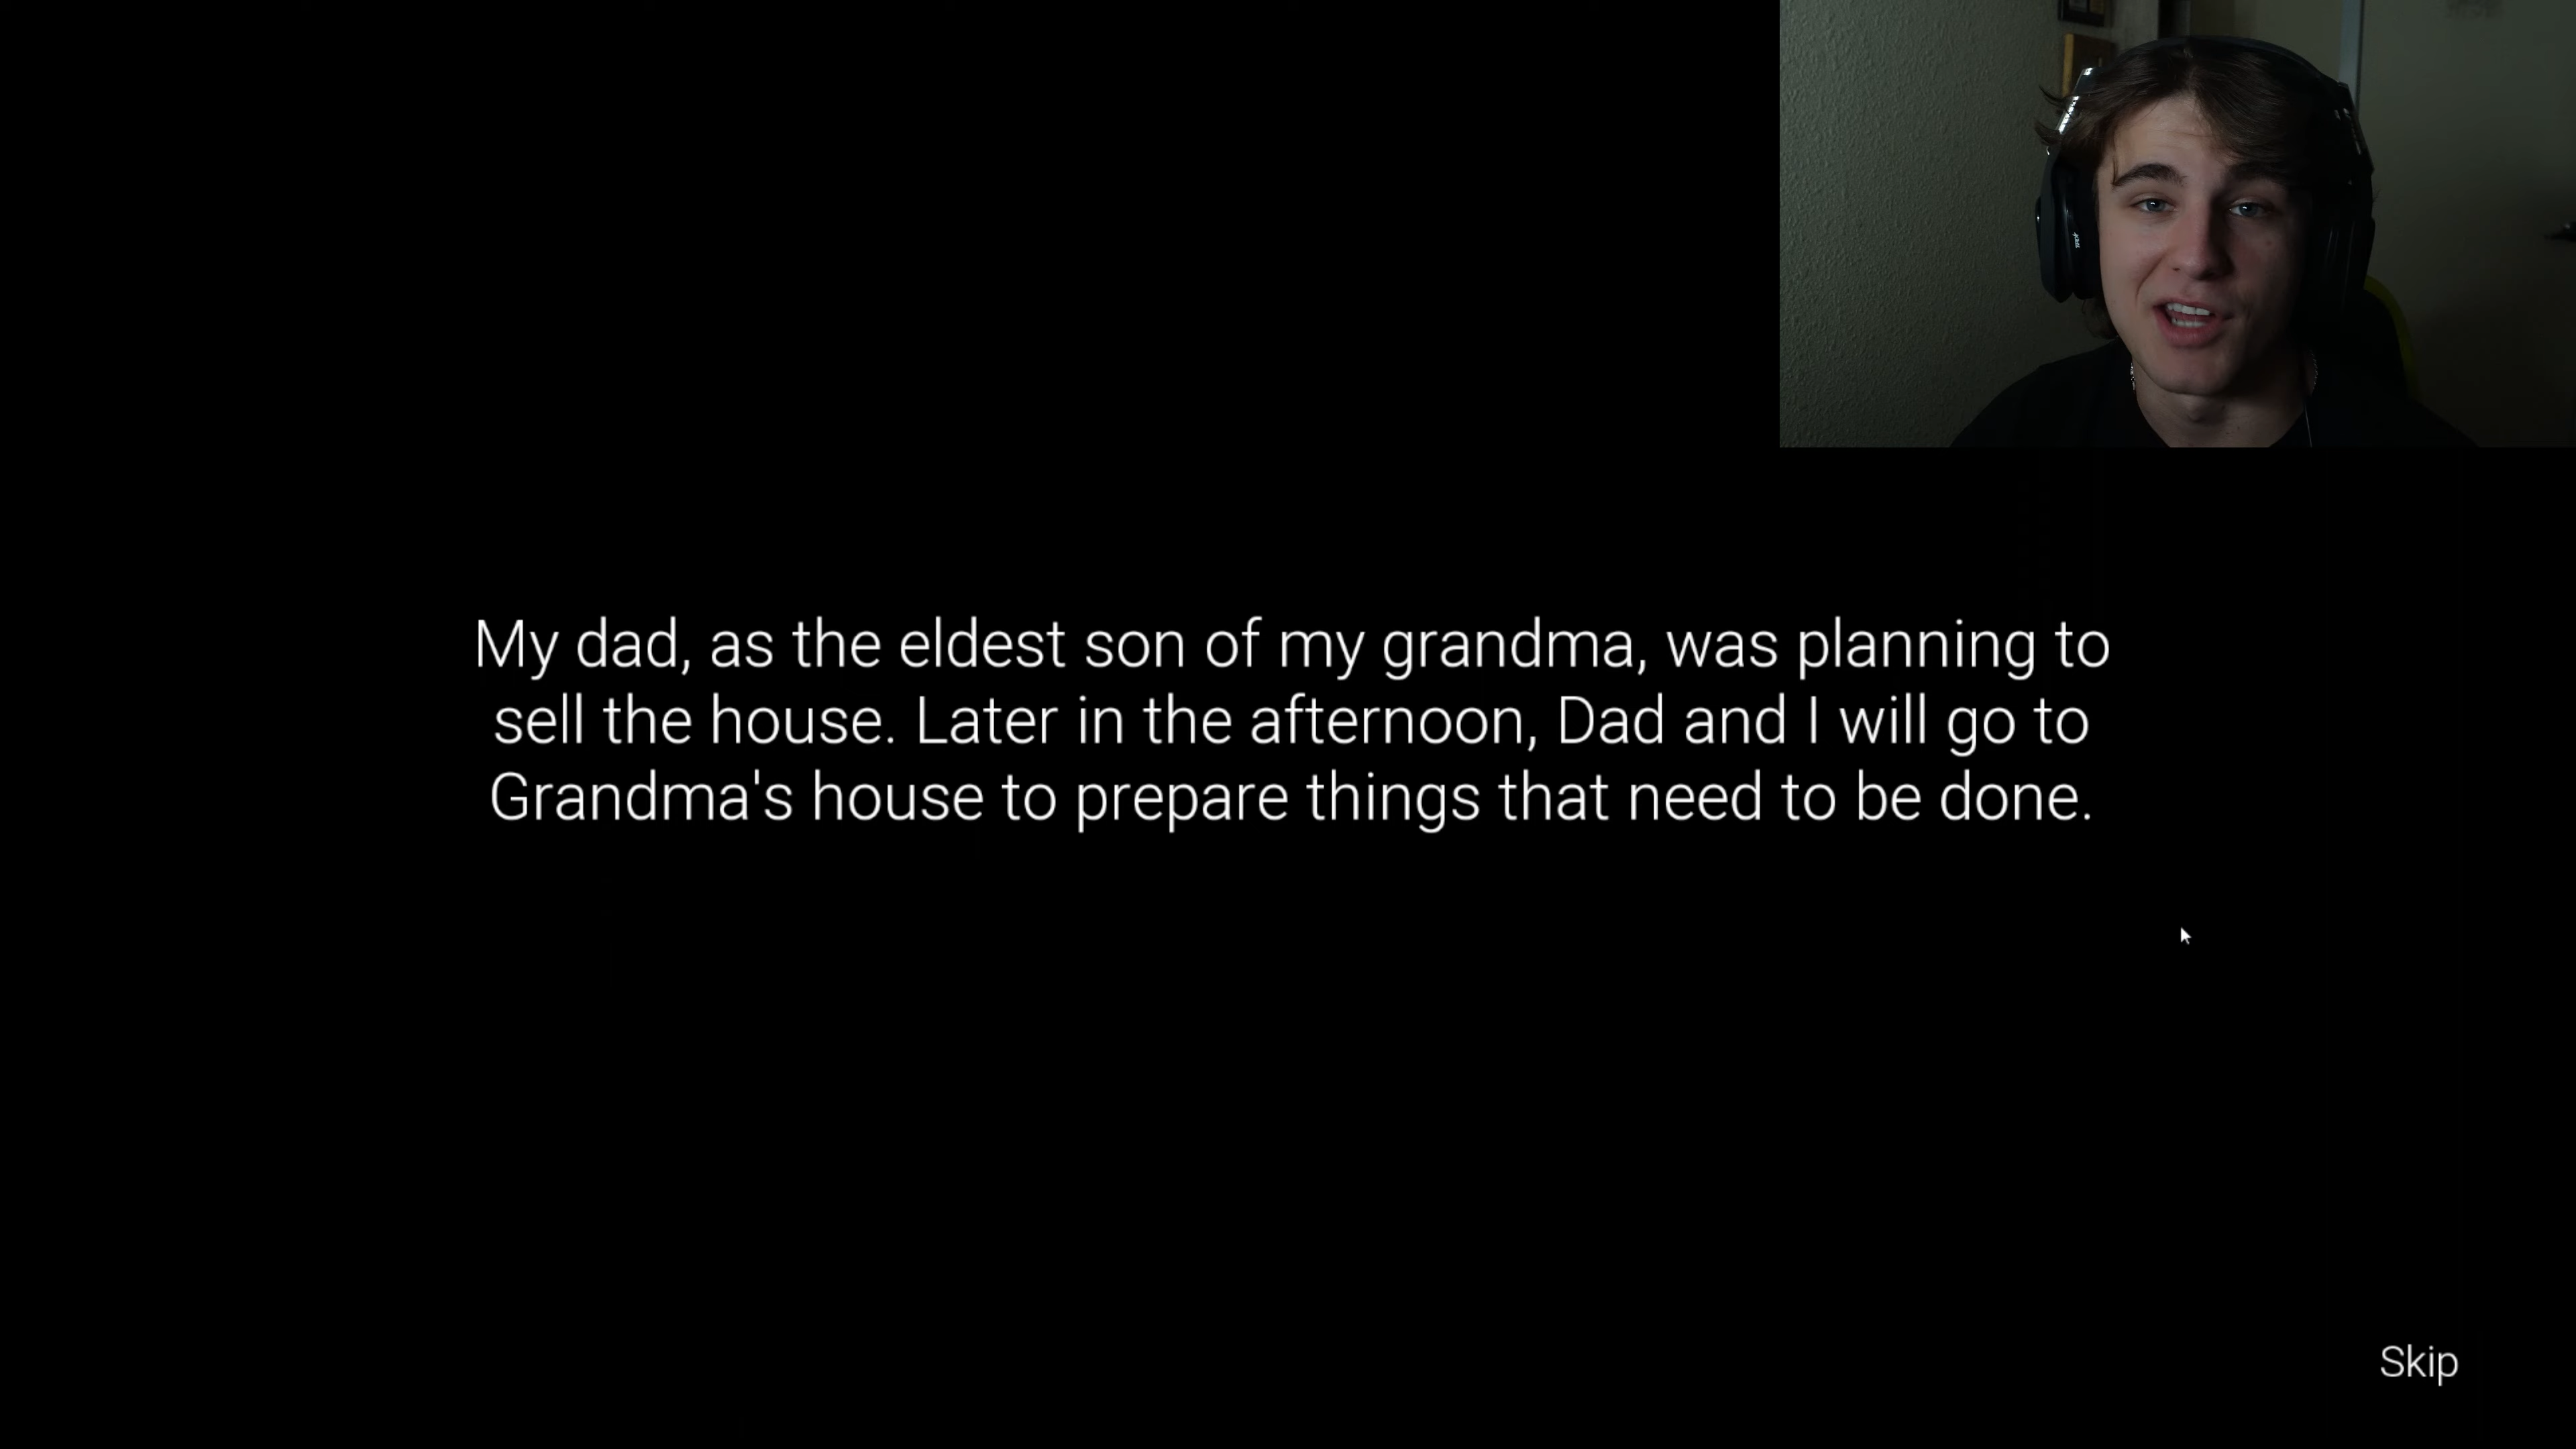 My dad, as the eldest son of my grandma, was planning to
sell the house. Later in the afternoon, Dad and I will go to
Grandma's house to prepare things that need to be done.
Skip